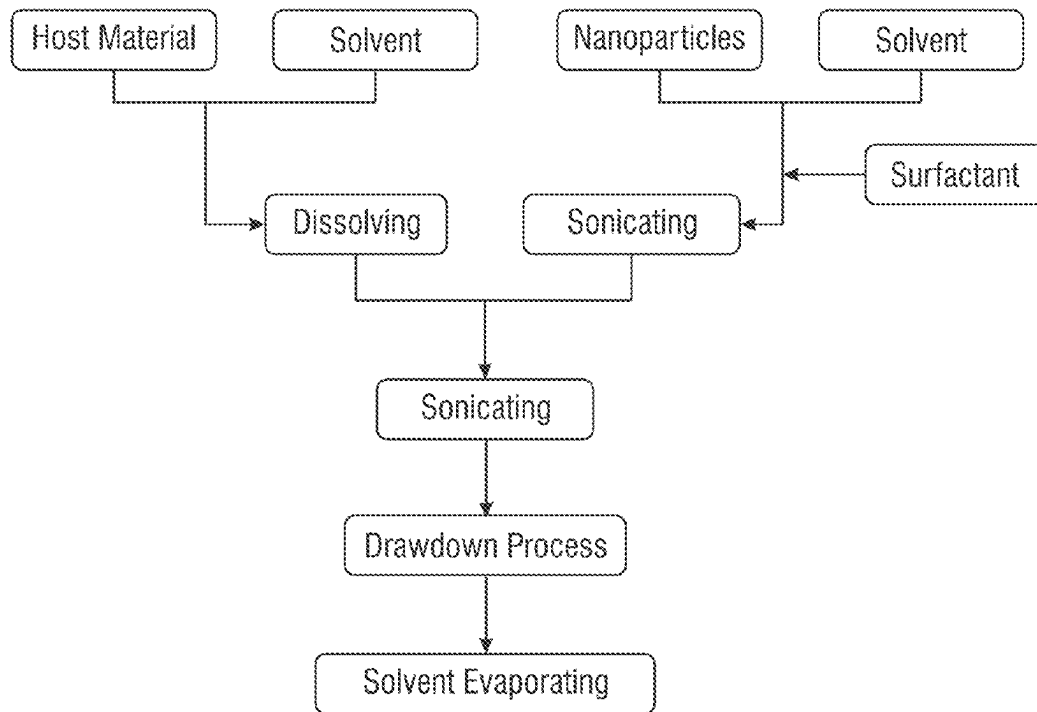 Host Material
Solvent
Nanoparticles
Solvent
Surfactant
Dissolving
Sonicating
Sonicating
Drawdown Process
Solvent Evaporating